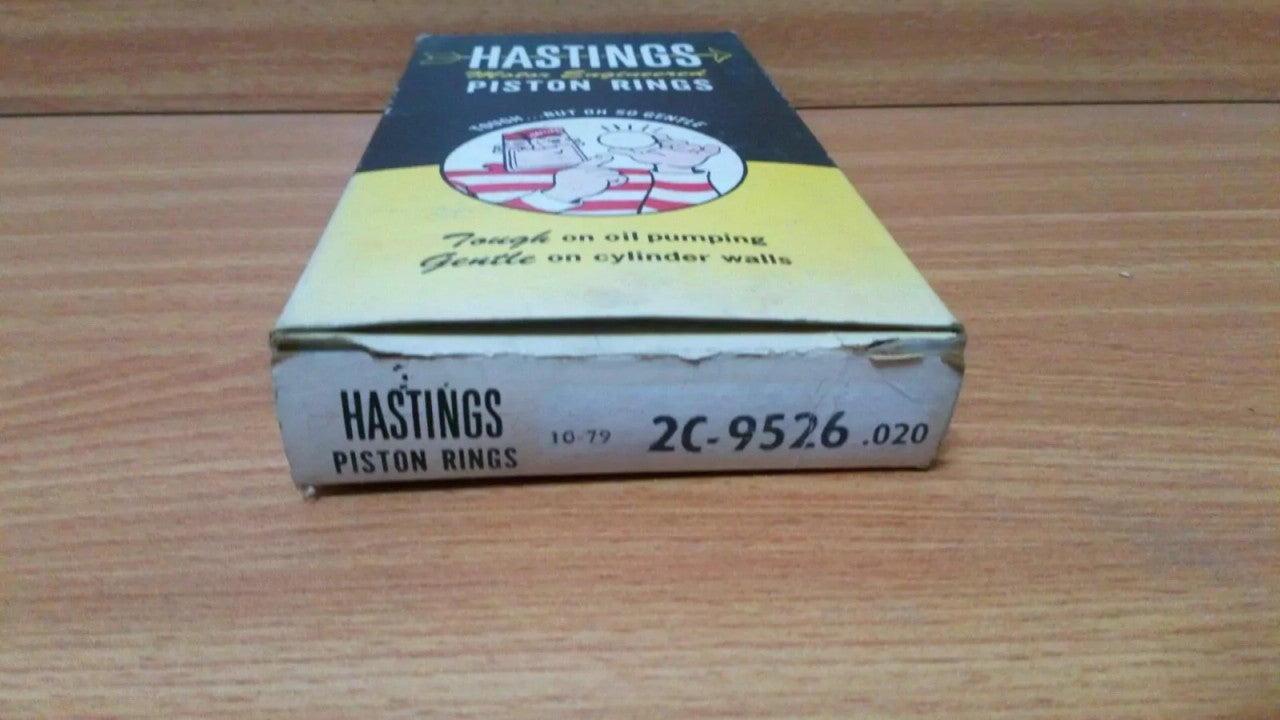 HASTINGS
Motor Engineered
PISTON RINGS
TOUGH...BUT OH SO GENTLE
Tough on oil pumping
Gentle on cylinder walls
HASTINGS
PISTON RINGS
10-79
2C-9526 .020